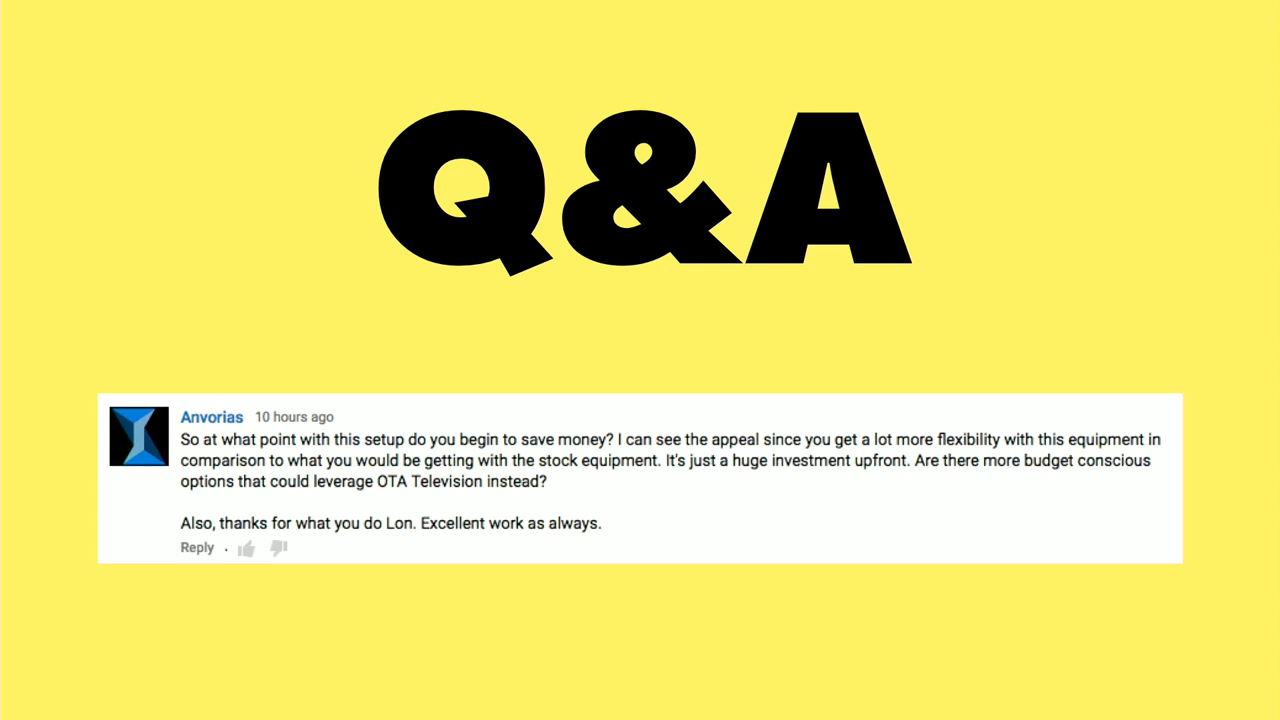 Q&A
Anvorias 10 hours ago
So at what point with this setup do you begin to save money? I can see the appeal since you get a lot more flexibility with this equipment in
comparison to what you would be getting with the stock equipment. It's just a huge investment upfront. Are there more budget conscious
options that could leverage OTA Television instead?
Also, thanks for what you do Lon. Excellent work as always.
Reply .